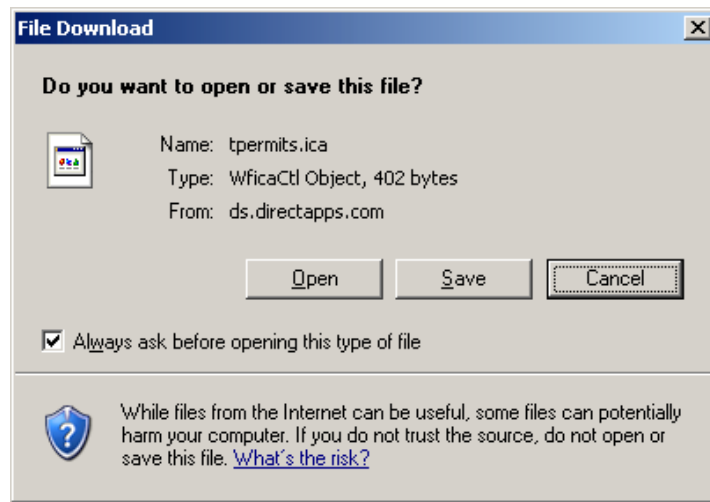 File Download
Do you want to open or save this file?
Name: tpermits.ica
Type: WficaCtl Object, 402 bytes
From: ds.directapps.com
Open Save Cancel
Always ask before opening this type of file
While files from the Internet can be useful, some files can potentially
harm your computer. If you do not trust the source, do not open or
save this file. What's the risk?